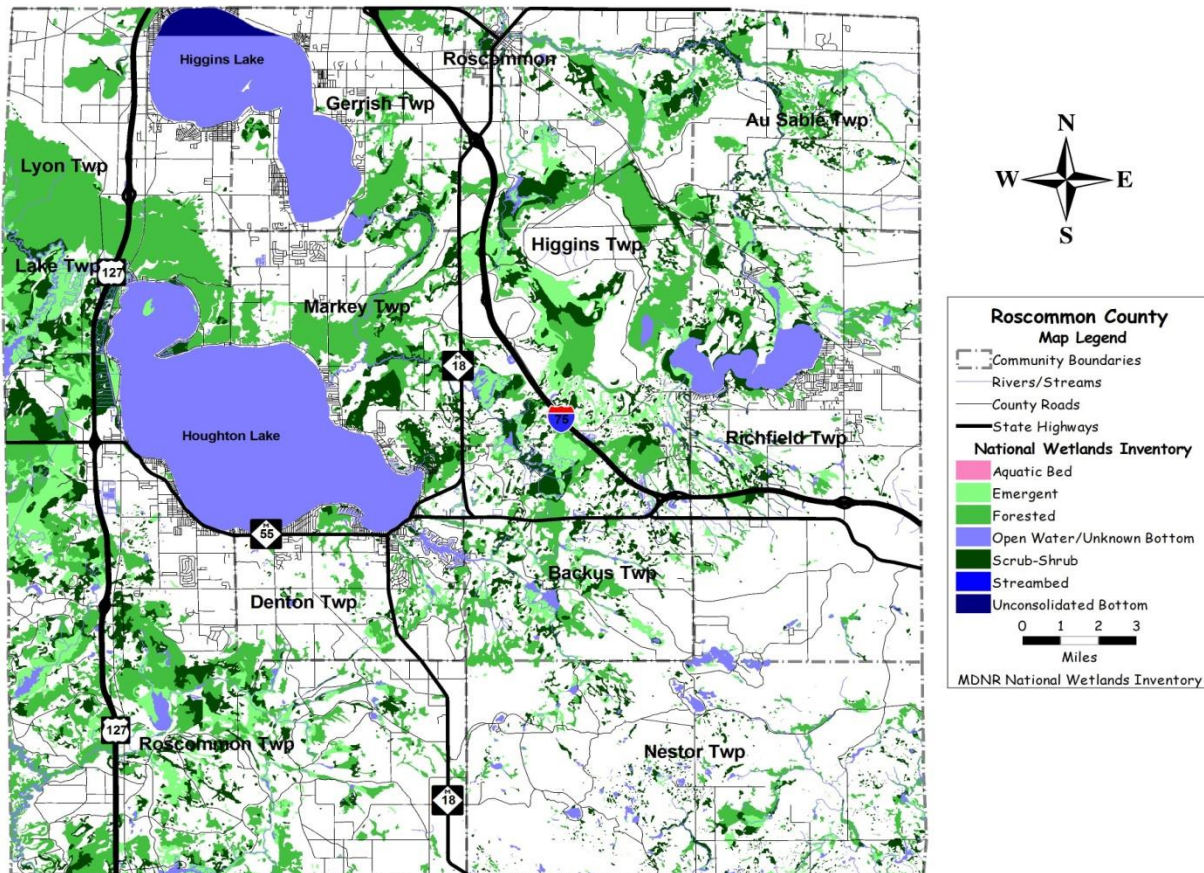 Higgins Lake
Roscommon
Gerrish Twp
Au Sable Twp
Lyon Twp
Higgins Twp
Lake Twp
127
Markey Twp
M
18
75
Houghton Lake
Richfield Twp
M
55
Backus Twp
Denton Twp
127
Roscommon Twp
Nestor Twp
M
18
N
W E
S
Roscommon County
Map Legend
Community Boundaries
Rivers/Streams
County Roads
State Highways
National Wetlands Inventory
Aquatic Bed
Emergent
Forested
Open Water/Unknown Bottom
Scrub-Shrub
Streambed
Unconsolidated Bottom
0 1 2 3
Miles
MDNR National Wetlands Inventory